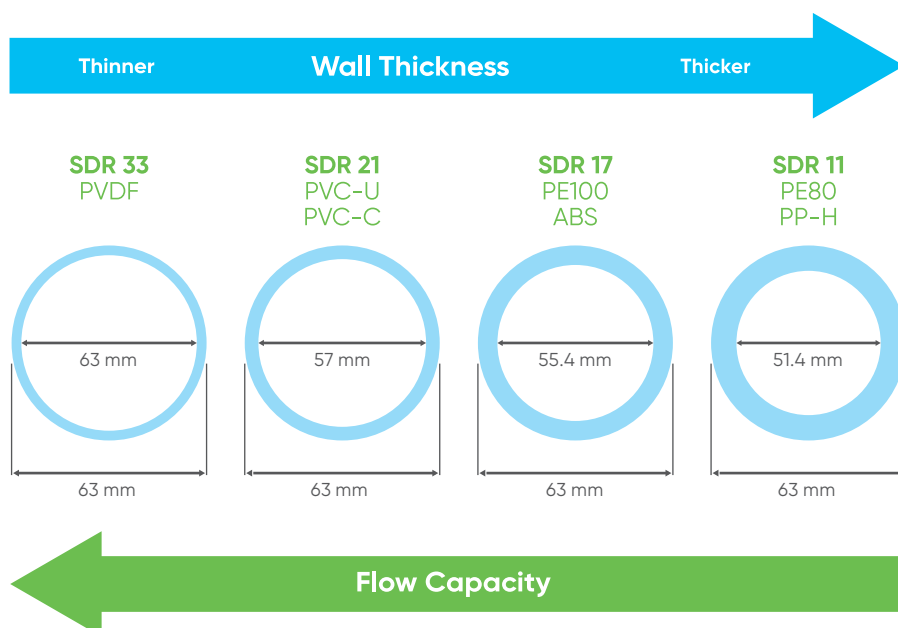 Thinner Wall Thickness Thicker
SDR 33
PVDF
SDR 21
PVC-U
PVC-C
SDR 17
PE100
ABS
SDR 11
PE80
PP-H
63 mm
57 mm
55.4 mm
51.4 mm
63 mm
63 mm
63 mm
63 mm
Flow Capacity